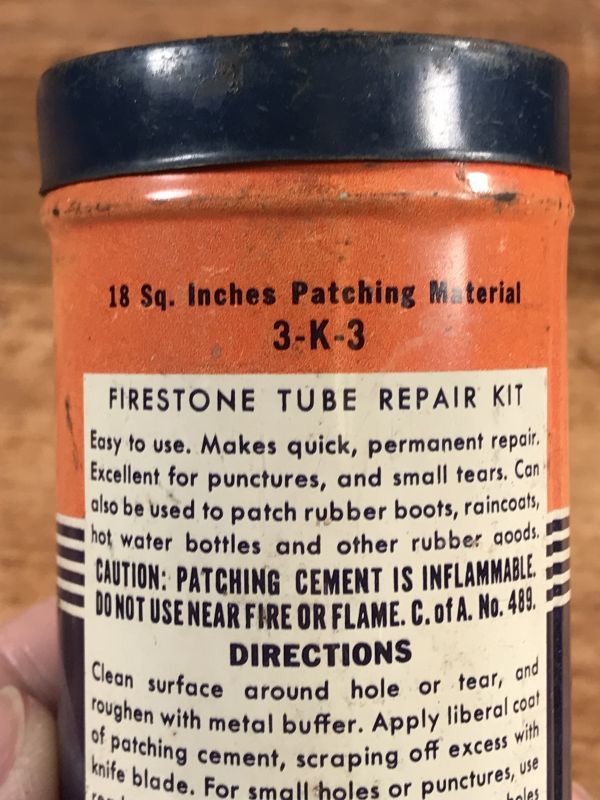 18 Sq. Inches Patching Material
3-K-3
FIRESTONE TUBE REPAIR KIT
Easy to use. Makes quick, permanent repair.
Excellent for punctures, and small tears. Can
also be used to patch rubber boots, raincoats,
hot water bottles and other rubber goods.
CAUTION: PATCHING CEMENT IS INFLAMMABLE.
DO NOT USE NEAR FIRE OR FLAME. C. of A. No. 489.
DIRECTIONS
Clean surface around hole or tear, and
roughen with metal buffer. Apply liberal coat
of patching cement, scraping off excess with
knife blade. For small holes or punctures, use
holes